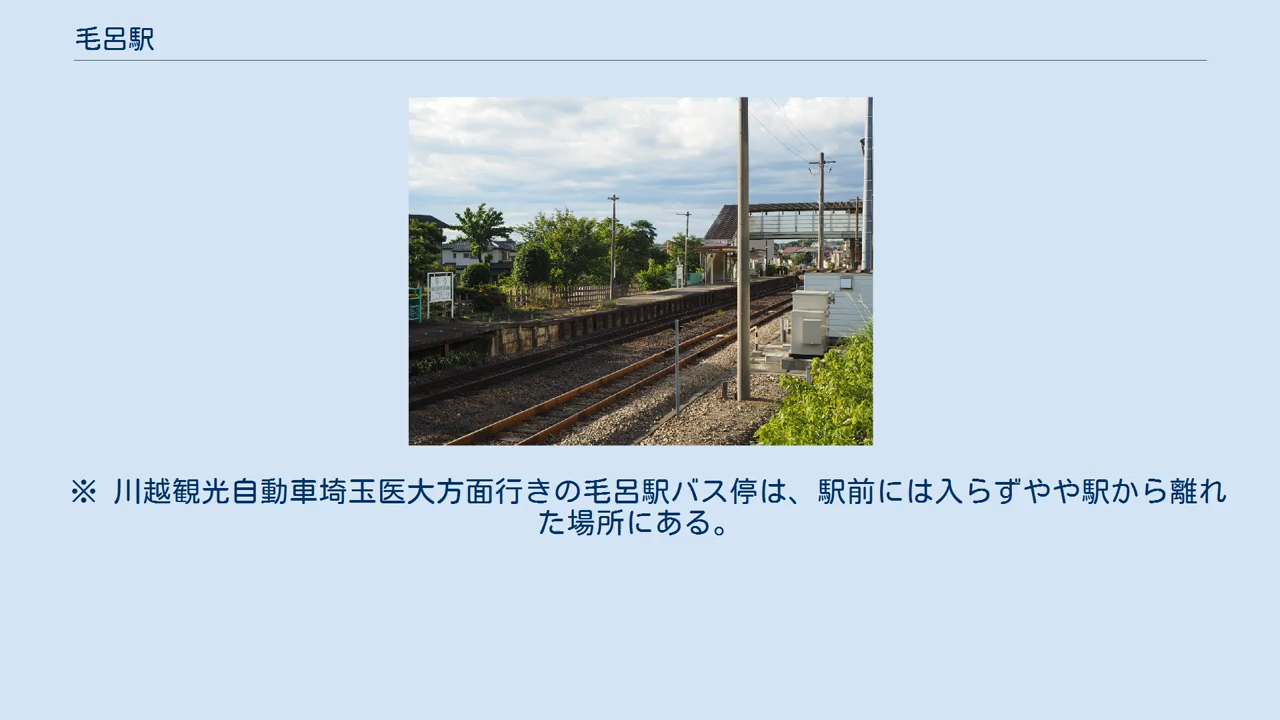 毛呂駅
※ 川越観光自動車埼玉医大方面行きの毛呂駅バス停は、駅前には入らずやや駅から離れ
た場所にある。